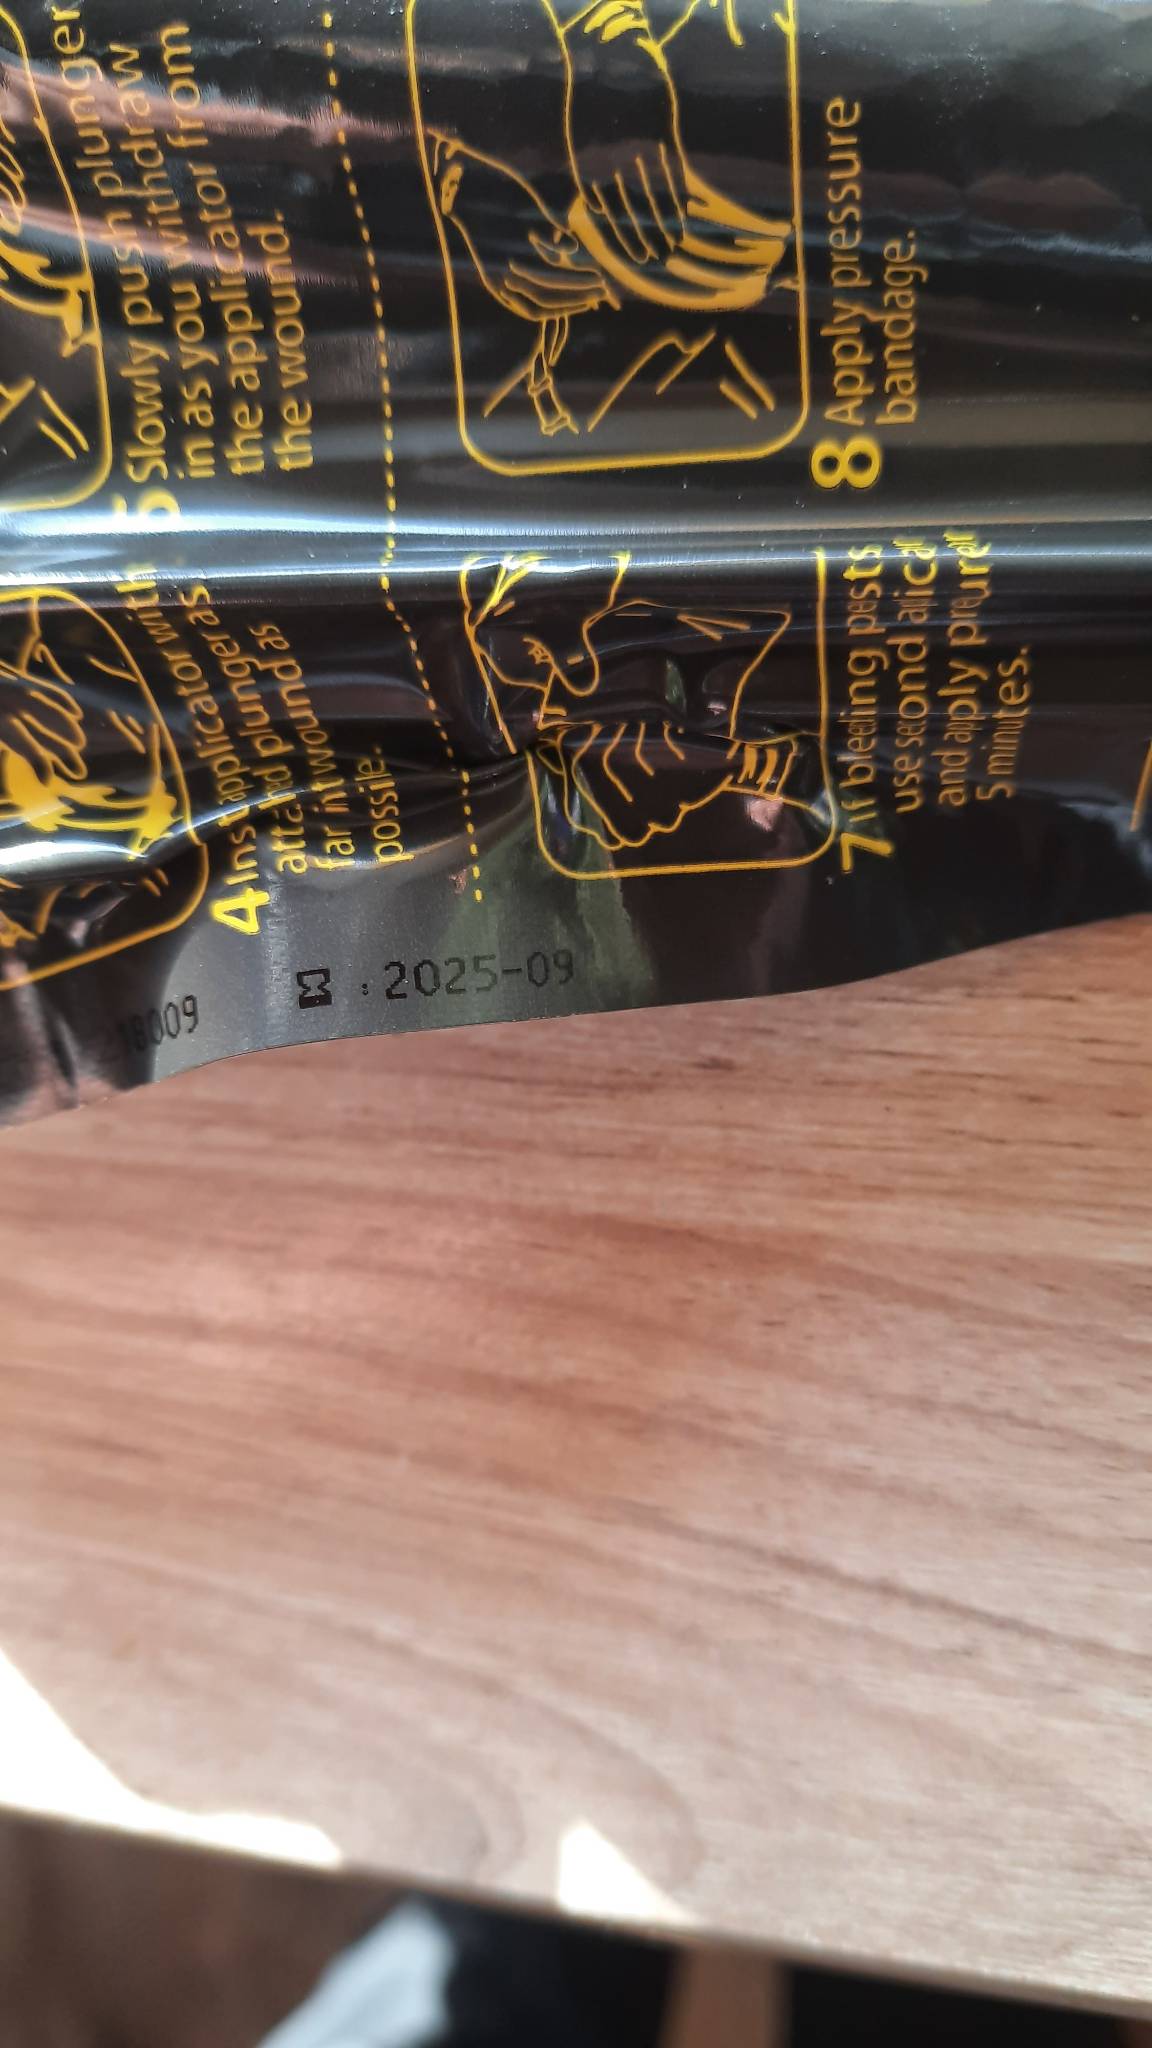 Slowly push plunger
in as you withdraw
the applicator from
the wound.
4 Insert applicator with
attached plunger as
far into wound as
possible.
8 Apply pressure
bandage.
7 If bleeding persists
use second applicator
and apply pressure
5 minutes.
: 2025-09